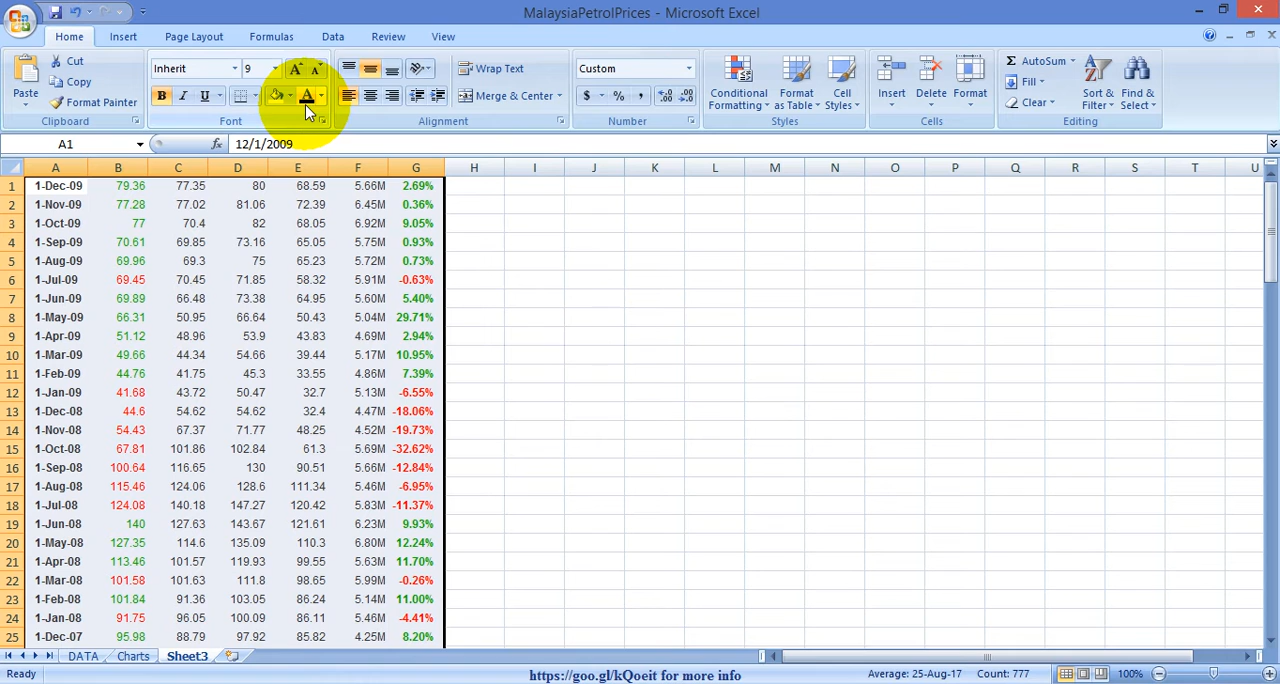 MalaysiaPetrolPrices - Microsoft Excel
Home Insert Page Layout Formulas Data Review View
Paste Cut Copy Format Painter Clipboard
Inherit 9 B I U A Font
Wrap Text Merge & Center Alignment
Custom $ % , Number
Conditional Formatting Format as Table Cell Styles Styles
Insert Delete Format Cells
AutoSum Fill Clear Sort & Filter Find & Select Editing
A1 fx 12/1/2009
A B C D E F G H I J K L M N O P Q R S T U
1 1-Dec-09 79.36 77.35 80 68.59 5.66M 2.69%
2 1-Nov-09 77.28 77.02 81.06 72.39 6.45M 0.36%
3 1-Oct-09 77 70.4 82 68.05 6.92M 9.05%
4 1-Sep-09 70.61 69.85 73.16 65.05 5.75M 0.93%
5 1-Aug-09 69.96 69.3 75 65.23 5.72M 0.73%
6 1-Jul-09 69.45 70.45 71.85 58.32 5.91M -0.63%
7 1-Jun-09 69.89 66.48 73.38 64.95 5.60M 5.40%
8 1-May-09 66.31 50.95 66.64 50.43 5.04M 29.71%
9 1-Apr-09 51.12 48.96 53.9 43.83 4.69M 2.94%
10 1-Mar-09 49.66 44.34 54.66 39.44 5.17M 10.95%
11 1-Feb-09 44.76 41.75 45.3 33.55 4.86M 7.39%
12 1-Jan-09 41.68 43.72 50.47 32.7 5.13M -6.55%
13 1-Dec-08 44.6 54.62 54.62 32.4 4.47M -18.06%
14 1-Nov-08 54.43 67.37 71.77 48.25 4.52M -19.73%
15 1-Oct-08 67.81 101.86 102.84 61.3 5.69M -32.62%
16 1-Sep-08 100.64 116.65 130 90.51 5.66M -12.84%
17 1-Aug-08 115.46 124.06 128.6 111.34 5.46M -6.95%
18 1-Jul-08 124.08 140.18 147.27 120.42 5.83M -11.37%
19 1-Jun-08 140 127.63 143.67 121.61 6.23M 9.93%
20 1-May-08 127.35 114.6 135.09 110.3 6.80M 12.24%
21 1-Apr-08 113.46 101.57 119.93 99.55 5.63M 11.70%
22 1-Mar-08 101.58 101.63 111.8 98.65 5.99M -0.26%
23 1-Feb-08 101.84 91.36 103.05 86.24 5.14M 11.00%
24 1-Jan-08 91.75 96.05 100.09 86.11 5.46M -4.41%
25 1-Dec-07 95.98 88.79 97.92 85.82 4.25M 8.20%
DATA Charts Sheet3
Ready https://goo.gl/kQoeit for more info Average: 25-Aug-17 Count: 777 100%